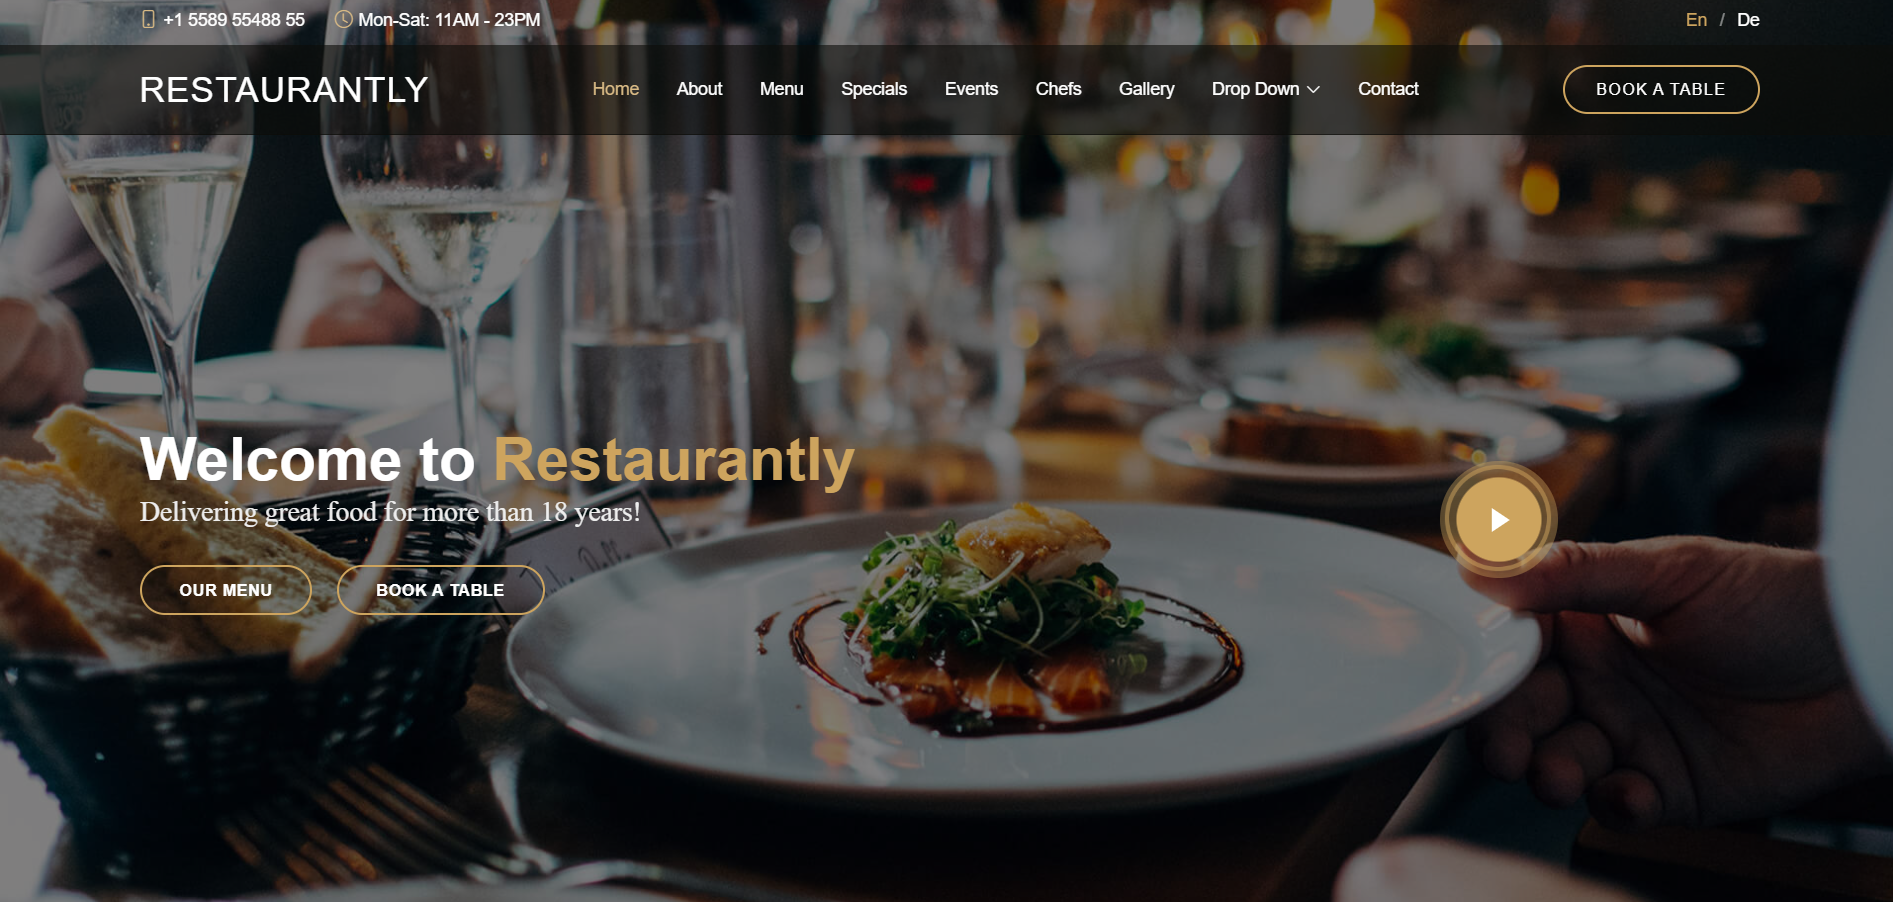 +1 5589 55488 55 Mon-Sat: 11AM - 23PM En / De
RESTAURANTLY Home About Menu Specials Events Chefs Gallery Drop Down Contact BOOK A TABLE
Welcome to Restaurantly
Delivering great food for more than 18 years!
OUR MENU BOOK A TABLE